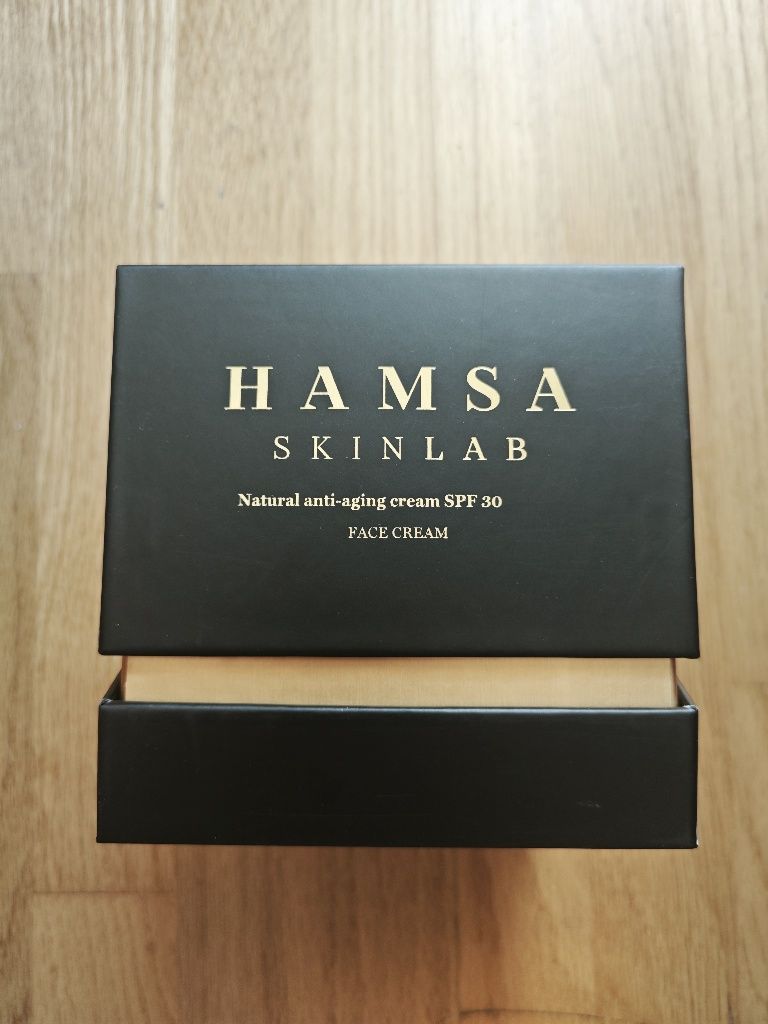 HAMSA
SKINLAB
Natural anti-aging cream SPF 30
FACE CREAM